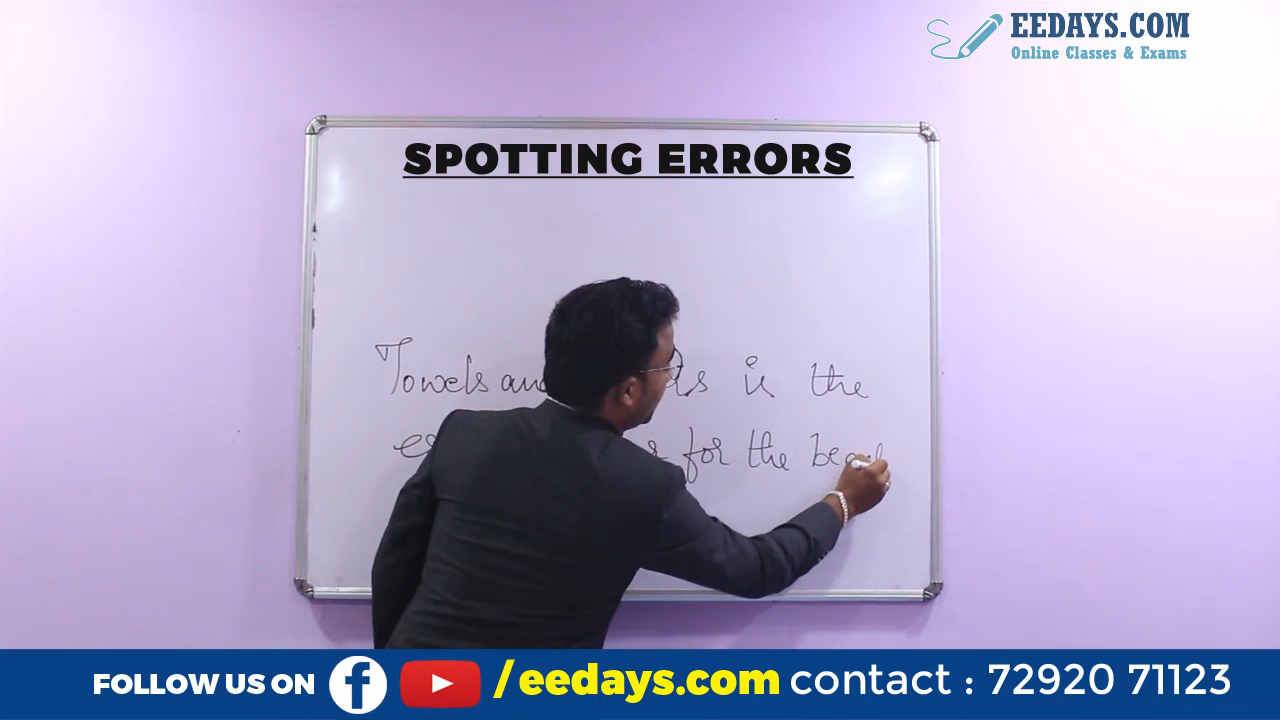 EEDAYS.COM
Online Classes & Exams
SPOTTING ERRORS
Towels and is the
for the
FOLLOW US ON /eedays.com contact : 72920 71123